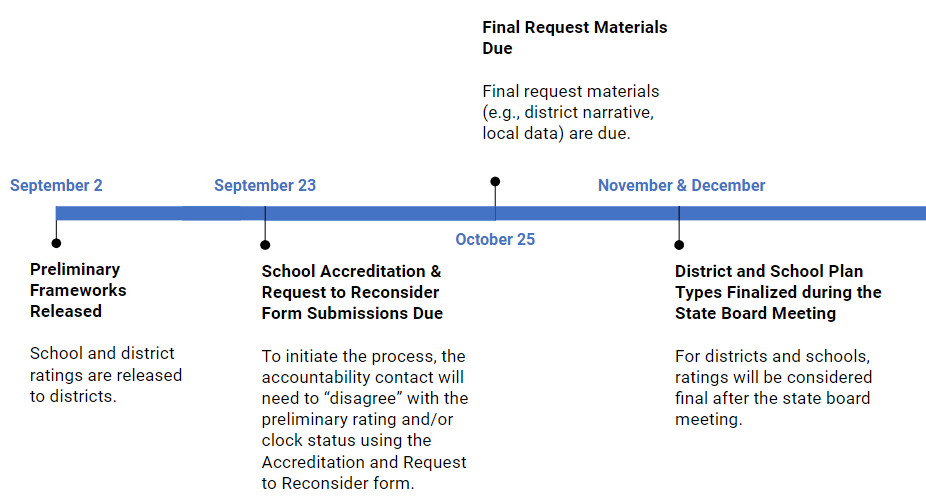 Final Request Materials
Due
Final request materials
(e.g., district narrative,
local data) are due.
September 2
September 23
November & December
October 25
Preliminary
Frameworks
Released
School and district
ratings are released
to districts.
School Accreditation &
Request to Reconsider
Form Submissions Due
To initiate the process, the
accountability contact will
need to “disagree” with the
preliminary rating and/or
clock status using the
Accreditation and Request
to Reconsider form.
District and School Plan
Types Finalized during the
State Board Meeting
For districts and schools,
ratings will be considered
final after the state board
meeting.